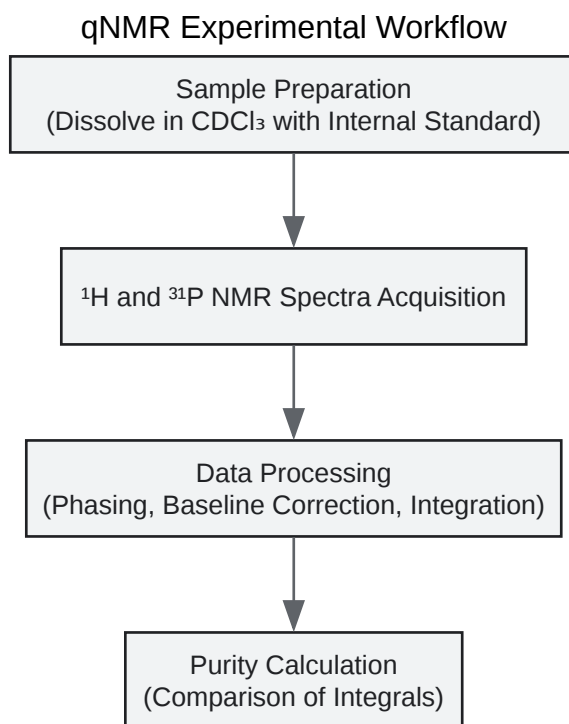 qNMR Experimental Workflow
Sample Preparation
(Dissolve in CDCl₃ with Internal Standard)
¹H and ³¹P NMR Spectra Acquisition
Data Processing
(Phasing, Baseline Correction, Integration)
Purity Calculation
(Comparison of Integrals)